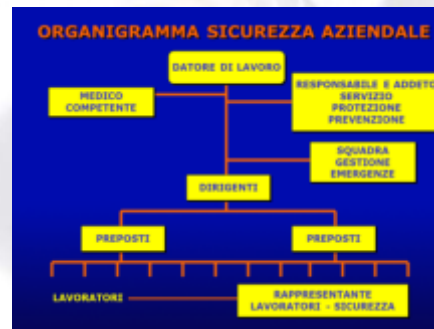 ORGANIGRAMMA SICUREZZA AZIENDALE
DATORE DI LAVORO
MEDICO
COMPETENTE
RESPONSABILE E ADDETO
SERVIZIO
PROTEZIONE
PREVENZIONE
SQUADRA
GESTIONE
EMERGENZE
DIRIGENTI
PREPOSTI
PREPOSTI
LAVORATORI
RAPPRESENTANTE
LAVORATORI - SICUREZZA